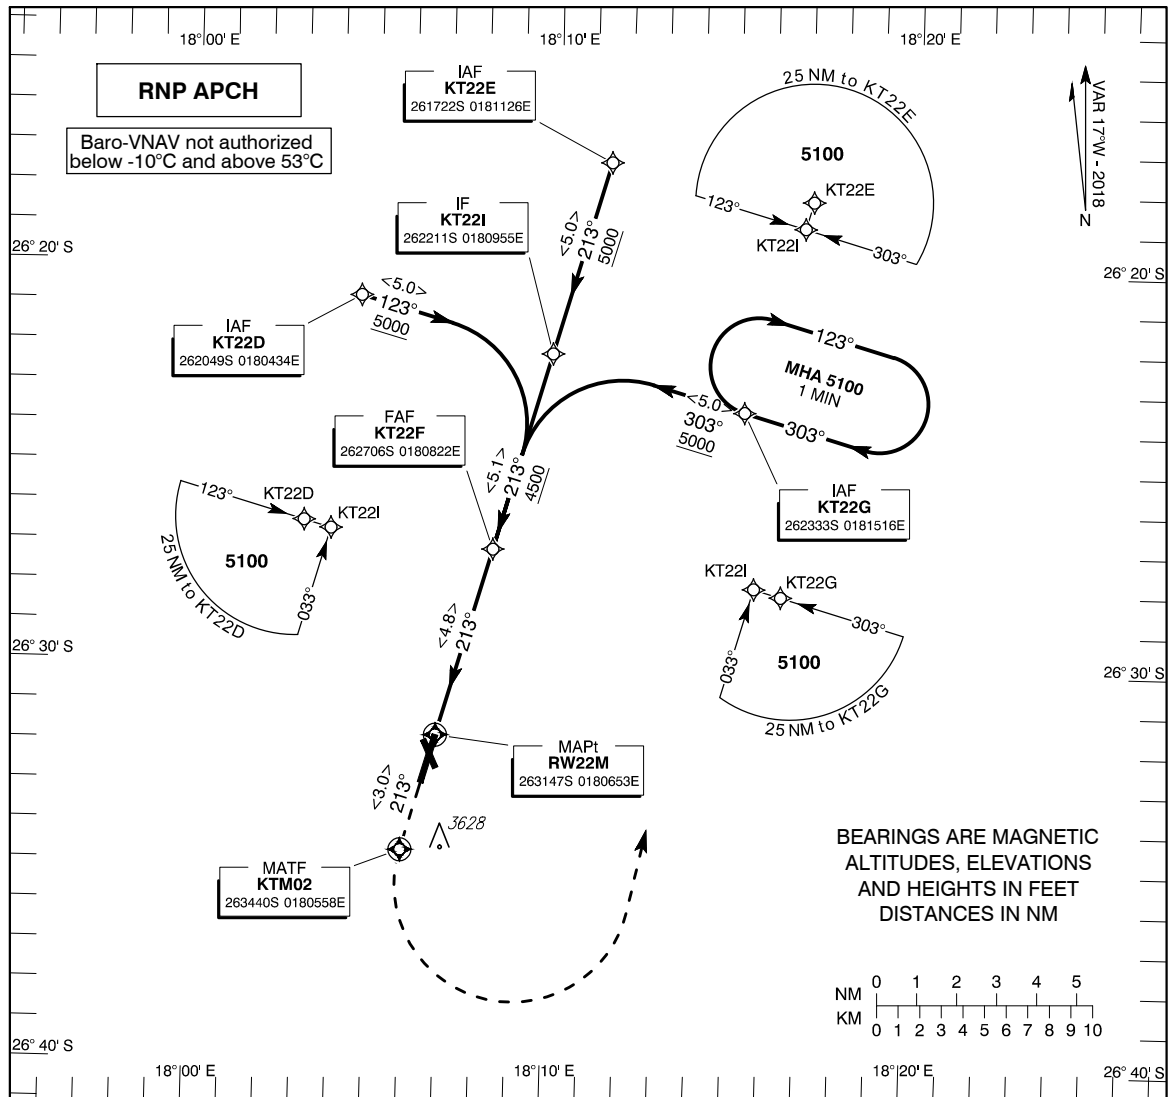 18°00' E
18°10' E
18°20' E
RNP APCH
Baro-VNAV not authorized
below -10°C and above 53°C
IAF
KT22E
261722S 0181126E
25 NM to KT22E
5100
KT22E
KT22I
123°
303°
VAR 17°W - 2018
N
IF
KT22I
262211S 0180955E
<5.0>
213°
5000
26° 20' S
26° 20' S
<5.0>
123°
5000
IAF
KT22D
262049S 0180434E
123°
MHA 5100
1 MIN
303°
<5.0>
303°
5000
FAF
KT22F
262706S 0180822E
<5.1>
213°
4500
IAF
KT22G
262333S 0181516E
123°
KT22D
KT22I
5100
033°
25 NM to KT22D
KT22I
KT22G
303°
033°
5100
25 NM to KT22G
<4.8>
213°
26° 30' S
26° 30' S
MAPt
RW22M
263147S 0180653E
<3.0>
213°
3628
MATF
KTM02
263440S 0180558E
BEARINGS ARE MAGNETIC
ALTITUDES, ELEVATIONS
AND HEIGHTS IN FEET
DISTANCES IN NM
NM 0 1 2 3 4 5
KM 0 1 2 3 4 5 6 7 8 9 10
26° 40' S
26° 40' S
18°00' E
18°10' E
18°20' E